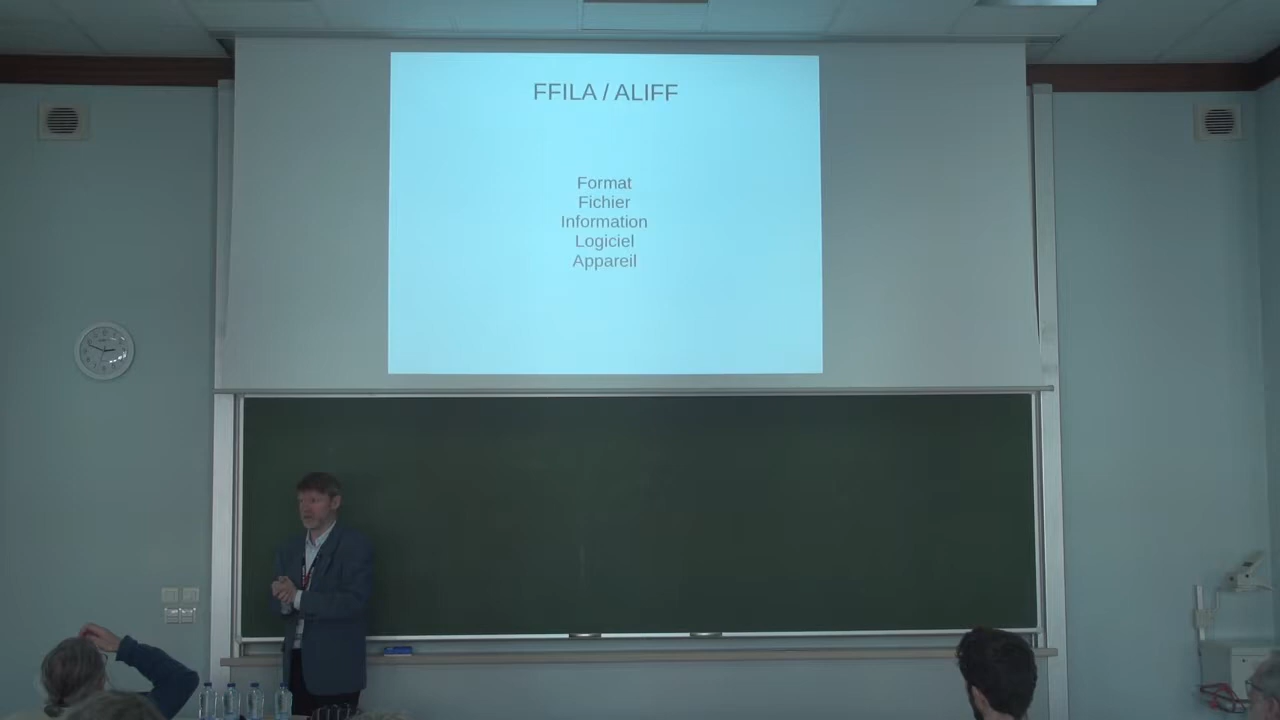 FFILA / ALIFF
Format
Fichier
Information
Logiciel
Appareil